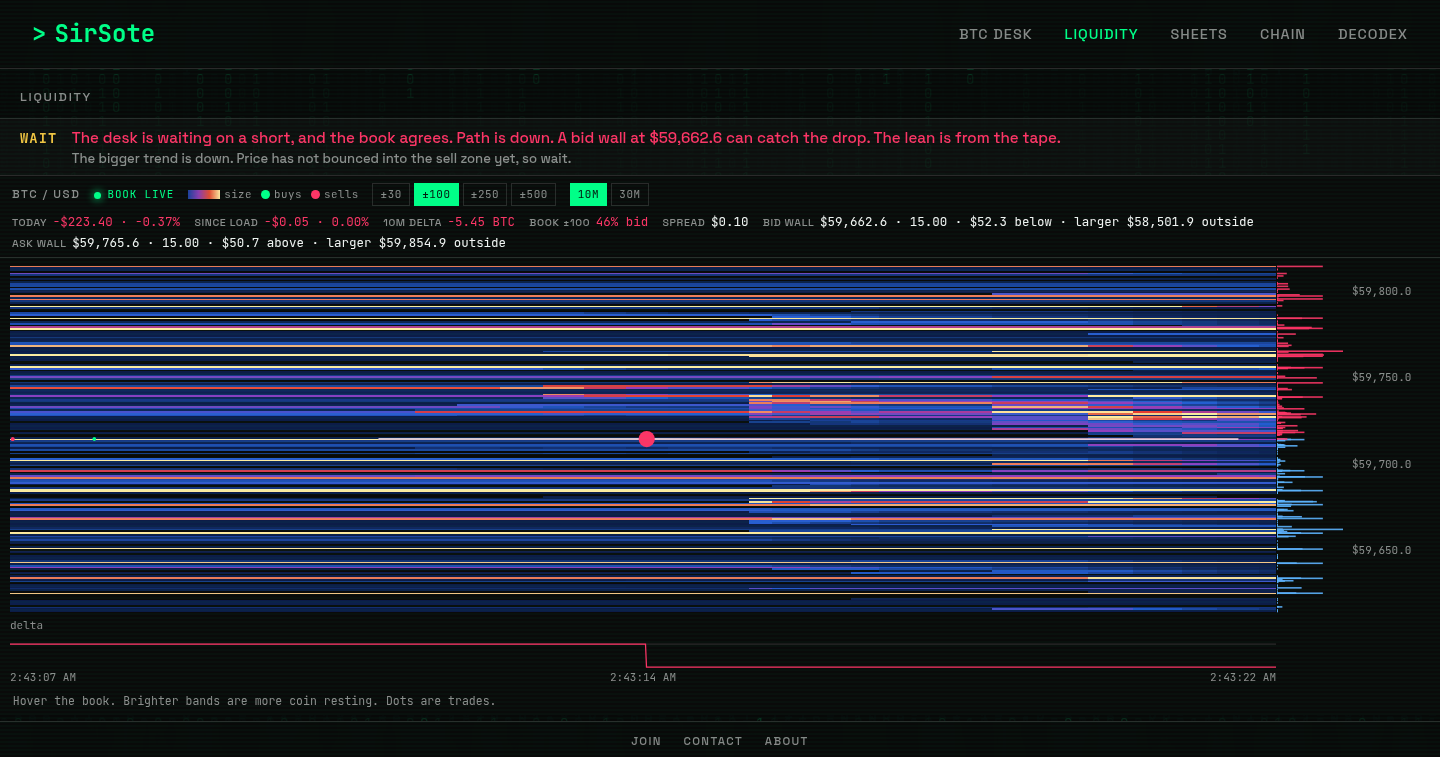 > SirSote
BTC DESK LIQUIDITY SHEETS CHAIN DECODEX
LIQUIDITY
WAIT The desk is waiting on a short, and the book agrees. Path is down. A bid wall at $59,662.6 can catch the drop. The lean is from the tape.
The bigger trend is down. Price has not bounced into the sell zone yet, so wait.
BTC / USD BOOK LIVE size buys sells ±30 ±100 ±250 ±500 10M 30M
TODAY -$223.40 · -0.37% SINCE LOAD -$0.05 · 0.00% 10M DELTA -5.45 BTC BOOK ±100 46% bid SPREAD $0.10 BID WALL $59,662.6 · 15.00 · $52.3 below · larger $58,501.9 outside
ASK WALL $59,765.6 · 15.00 · $50.7 above · larger $59,854.9 outside
$59,800.0
$59,750.0
$59,700.0
$59,650.0
delta
2:43:07 AM 2:43:14 AM 2:43:22 AM
Hover the book. Brighter bands are more coin resting. Dots are trades.
JOIN CONTACT ABOUT